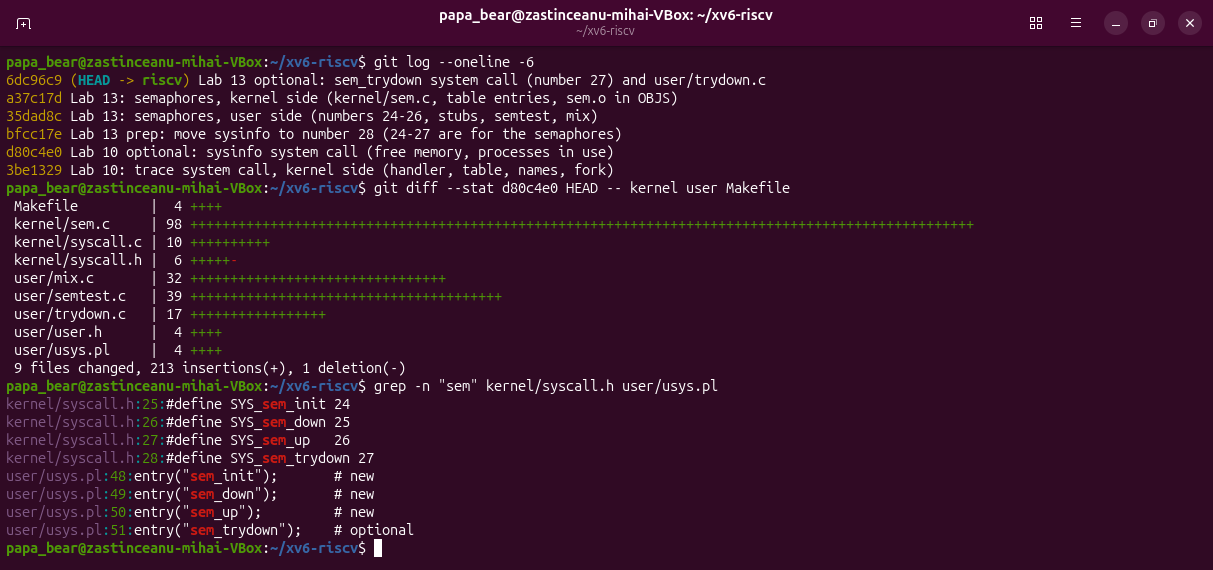 papa_bear@zastinceanu-mihai-VBox: ~/xv6-riscv
~/xv6-riscv
papa_bear@zastinceanu-mihai-VBox:~/xv6-riscv$ git log --oneline -6
6dc96c9 (HEAD -> riscv) Lab 13 optional: sem_trydown system call (number 27) and user/trydown.c
a37c17d Lab 13: semaphores, kernel side (kernel/sem.c, table entries, sem.o in OBJS)
35dad8c Lab 13: semaphores, user side (numbers 24-26, stubs, semtest, mix)
bfcc17e Lab 13 prep: move sysinfo to number 28 (24-27 are for the semaphores)
d80c4e0 Lab 10 optional: sysinfo system call (free memory, processes in use)
3be1329 Lab 10: trace system call, kernel side (handler, table, names, fork)
papa_bear@zastinceanu-mihai-VBox:~/xv6-riscv$ git diff --stat d80c4e0 HEAD -- kernel user Makefile
 Makefile         |  4 ++++
 kernel/sem.c     | 98 ++++++++++++++++++++++++++++++++++++++++++++++++++++++++++++++++++++++++++++++++++++++++++++++++++
 kernel/syscall.c | 10 ++++++++++
 kernel/syscall.h |  6 +++++-
 user/mix.c       | 32 ++++++++++++++++++++++++++++++++
 user/semtest.c   | 39 +++++++++++++++++++++++++++++++++++++++
 user/trydown.c   | 17 +++++++++++++++++
 user/user.h      |  4 ++++
 user/usys.pl     |  4 ++++
 9 files changed, 213 insertions(+), 1 deletion(-)
papa_bear@zastinceanu-mihai-VBox:~/xv6-riscv$ grep -n "sem" kernel/syscall.h user/usys.pl
kernel/syscall.h:25:#define SYS_sem_init 24
kernel/syscall.h:26:#define SYS_sem_down 25
kernel/syscall.h:27:#define SYS_sem_up   26
kernel/syscall.h:28:#define SYS_sem_trydown 27
user/usys.pl:48:entry("sem_init");       # new
user/usys.pl:49:entry("sem_down");       # new
user/usys.pl:50:entry("sem_up");         # new
user/usys.pl:51:entry("sem_trydown");    # optional
papa_bear@zastinceanu-mihai-VBox:~/xv6-riscv$